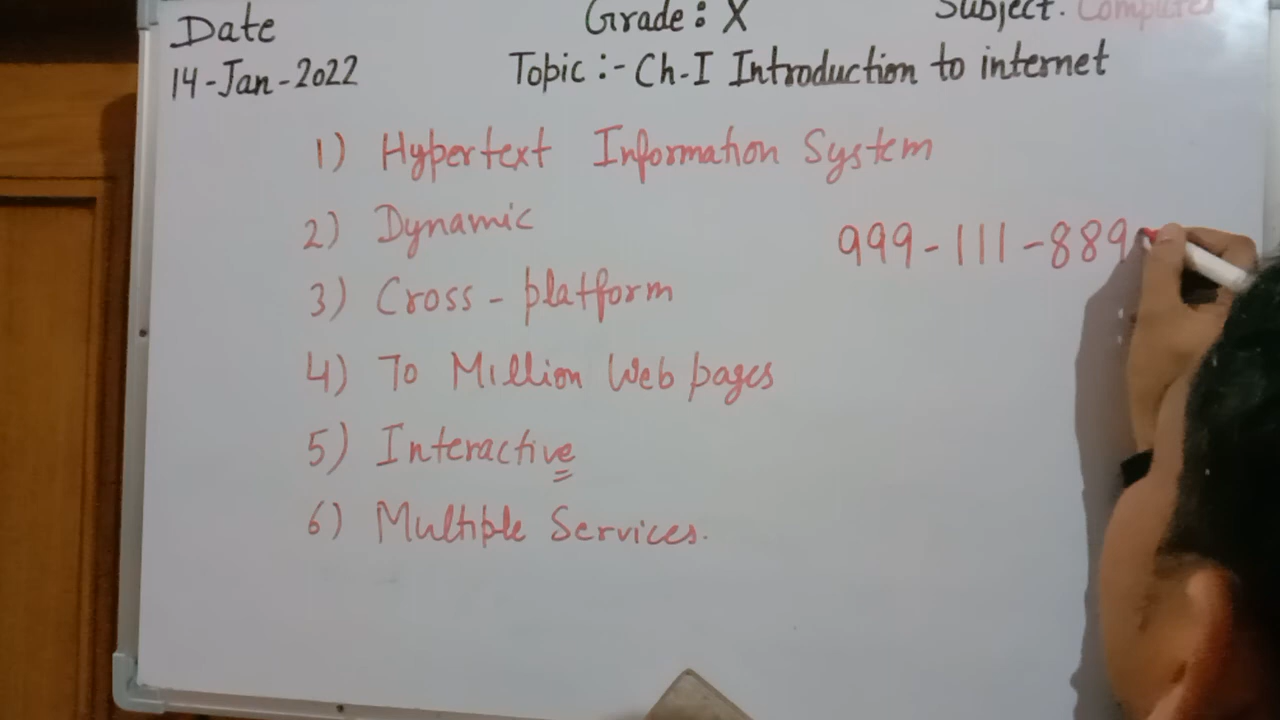 Date
Grade : X
Subject. Computer
14-Jan-2022
Topic :- Ch-I Introduction to internet
1) Hypertext Information System
2) Dynamic
999-111-889
3) Cross-platform
4) To Million Web pages
5) Interactive
6) Multiple Services.